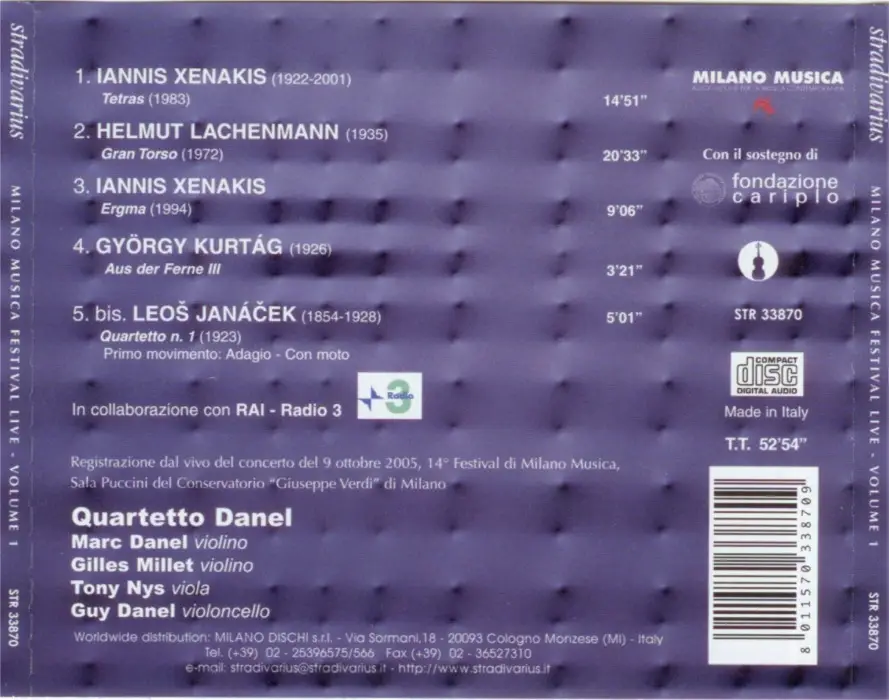 stradivarius
MILANO MUSICA FESTIVAL LIVE - VOLUME 1
STR 33870
1. IANNIS XENAKIS (1922-2001)
Tetras (1983) 14'51"
2. HELMUT LACHENMANN (1935)
Gran Torso (1972) 20'33"
3. IANNIS XENAKIS
Ergma (1994) 9'06"
4. GYÖRGY KURTÁG (1926)
Aus der Ferne III 3'21"
5. bis. LEOŠ JANÁČEK (1854-1928) 5'01"
Quartetto n. 1 (1923)
Primo movimento: Adagio - Con moto
In collaborazione con RAI - Radio 3
Radio 3
Registrazione dal vivo del concerto del 9 ottobre 2005, 14° Festival di Milano Musica,
Sala Puccini del Conservatorio "Giuseppe Verdi" di Milano
Quartetto Danel
Marc Danel violino
Gilles Millet violino
Tony Nys viola
Guy Danel violoncello
Worldwide distribution: MILANO DISCHI s.r.l. - Via Sormani,18 - 20093 Cologno Monzese (MI) - Italy
Tel. (+39) 02 - 25396575/566 Fax (+39) 02 - 36527310
e-mail: stradivarius@stradivarius.it - http://www.stradivarius.it
MILANO MUSICA
Con il sostegno di
fondazione
cariplo
STR 33870
COMPACT
disc
DIGITAL AUDIO
Made in Italy
T.T. 52'54"
8 011570 338709
stradivarius
MILANO MUSICA FESTIVAL LIVE - VOLUME 1
STR 33870